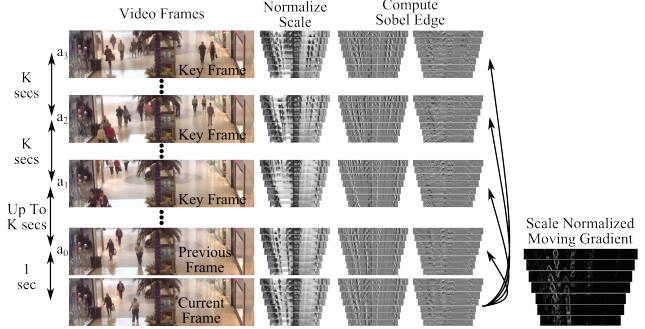 Video Frames
Normalize
Scale
Compute
Sobel Edge
a3
Key Frame
K
secs
a2
Key Frame
K
secs
a1
Key Frame
Up To
K secs
a0
Previous
Frame
1
sec
Current
Frame
Scale Normalized
Moving Gradient